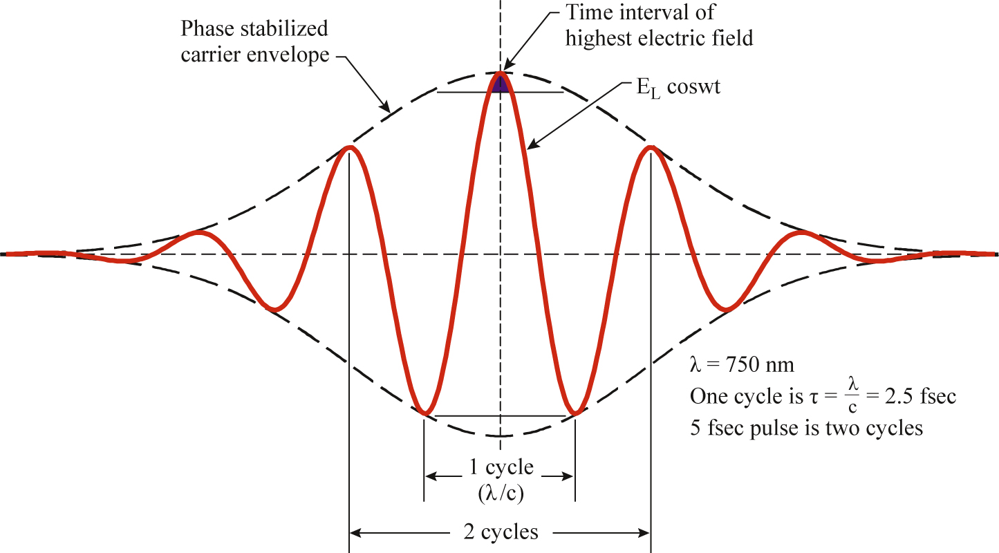 Phase stabilized
carrier envelope
Time interval of
highest electric field
E_L coswt
λ = 750 nm
One cycle is τ = λ/c = 2.5 fsec
5 fsec pulse is two cycles
1 cycle
(λ/c)
2 cycles